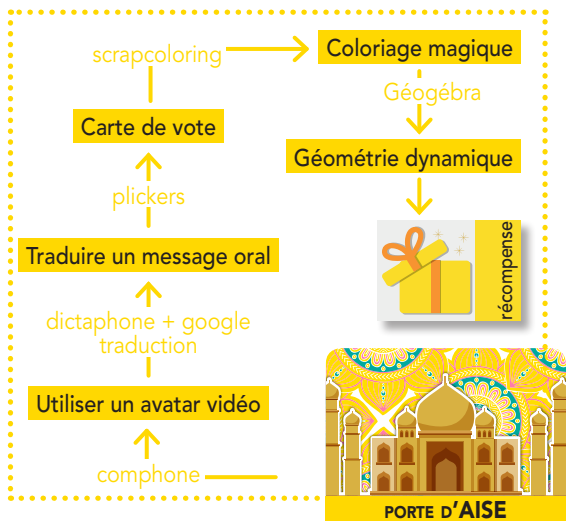 scrapcoloring
Coloriage magique
Géogébra
Carte de vote
Géométrie dynamique
plickers
récompense
Traduire un message oral
dictaphone + google
traduction
Utiliser un avatar vidéo
comphone
PORTE D'AISE